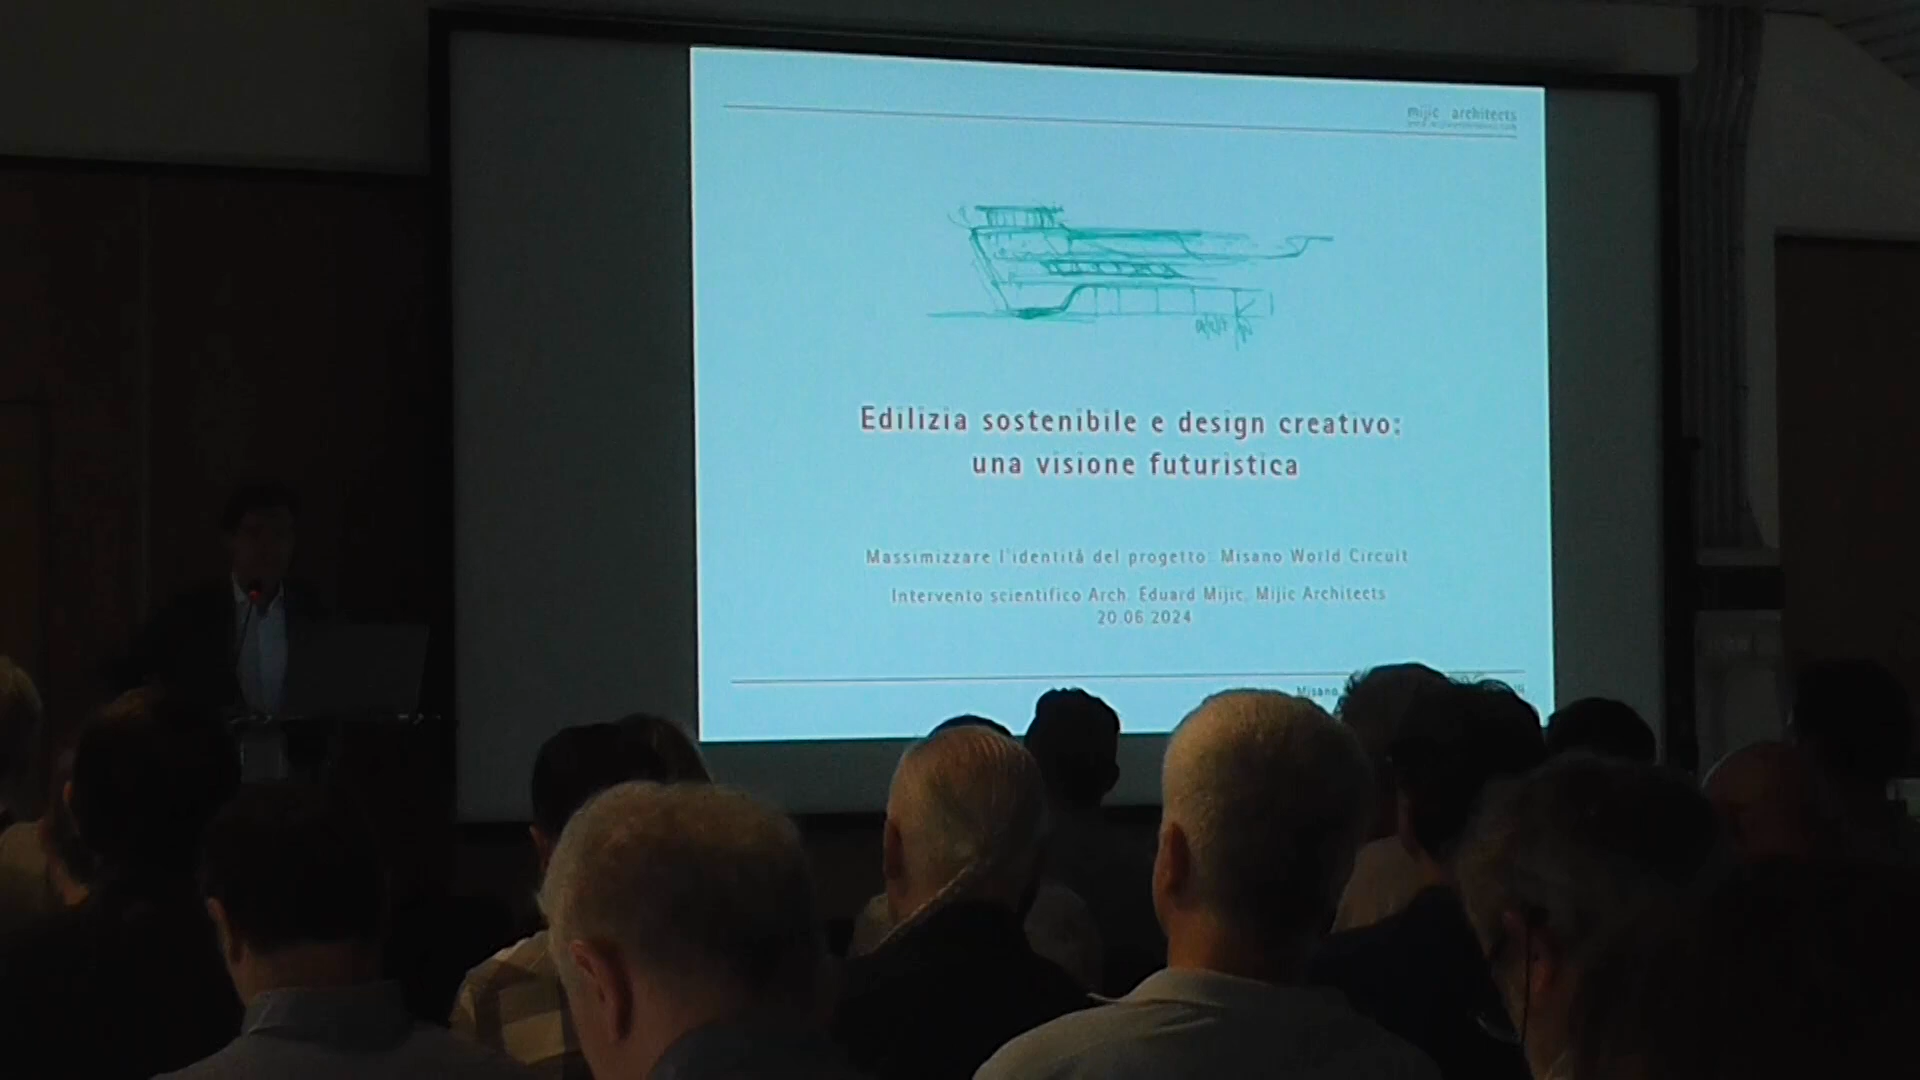 mijic architects
Edilizia sostenibile e design creativo:
una visione futuristica
Massimizzare l'identità del progetto: Misano World Circuit
Intervento scientifico Arch. Eduard Mijic, Mijic Architects
20.06.2024
Misano